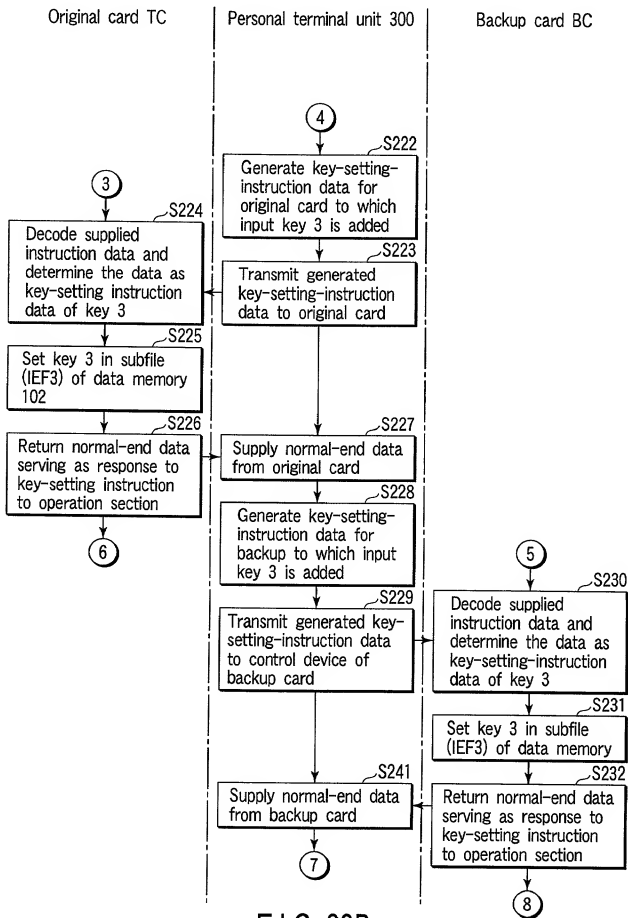 Original card TC
Personal terminal unit 300
Backup card BC
4
S222
Generate key-setting-
instruction data for
original card to which
input key 3 is added
3
S224
Decode supplied
instruction data and
determine the data as
key-setting instruction
data of key 3
S223
Transmit generated
key-setting-instruction
data to original card
S225
Set key 3 in subfile
(IEF3) of data memory
102
S226
Return normal-end data
serving as response to
key-setting instruction
to operation section
6
S227
Supply normal-end data
from original card
S228
Generate key-setting-
instruction data for
backup to which input
key 3 is added
5
S229
Transmit generated key-
setting-instruction data
to control device of
backup card
S230
Decode supplied
instruction data and
determine the data as
key-setting-instruction
data of key 3
S231
Set key 3 in subfile
(IEF3) of data memory
S232
Return normal-end data
serving as response to
key-setting instruction
to operation section
8
S241
Supply normal-end data
from backup card
7